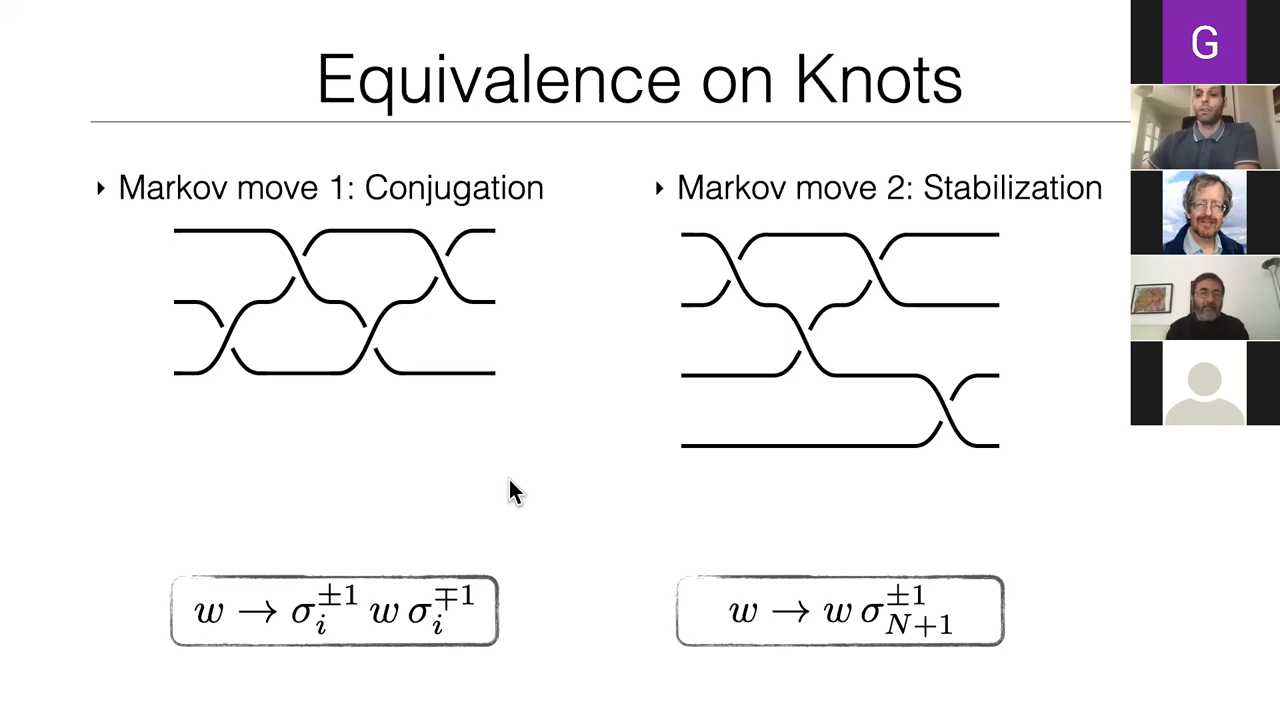 Equivalence on Knots
‣ Markov move 1: Conjugation
‣ Markov move 2: Stabilization
w → σ_i^{±1} w σ_i^{∓1}
w → w σ_{N+1}^{±1}
G